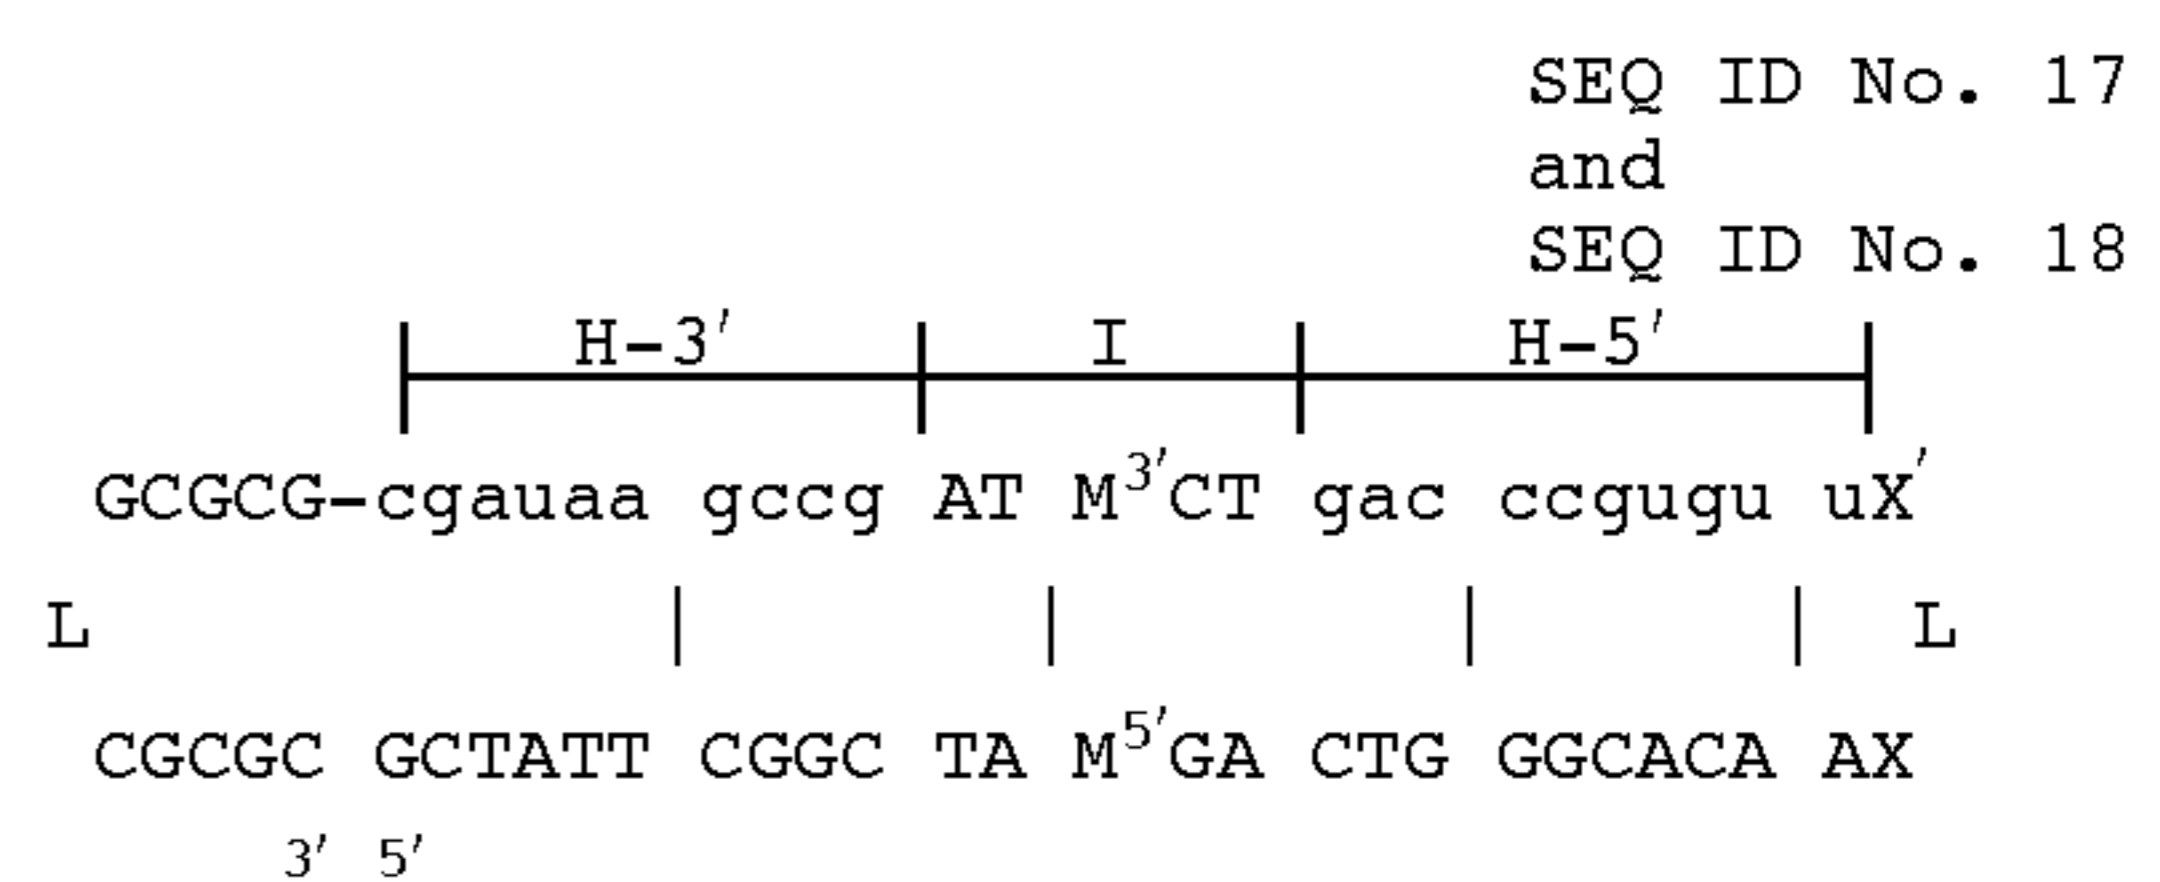 SEQ ID No. 17
and
SEQ ID No. 18
H-3′ I H-5′
GCGCG-cgauaa gccg AT M3′CT gac ccgugu uX′
L L
CGCGC GCTATT CGGC TA M5′GA CTG GGCACA AX
3′ 5′